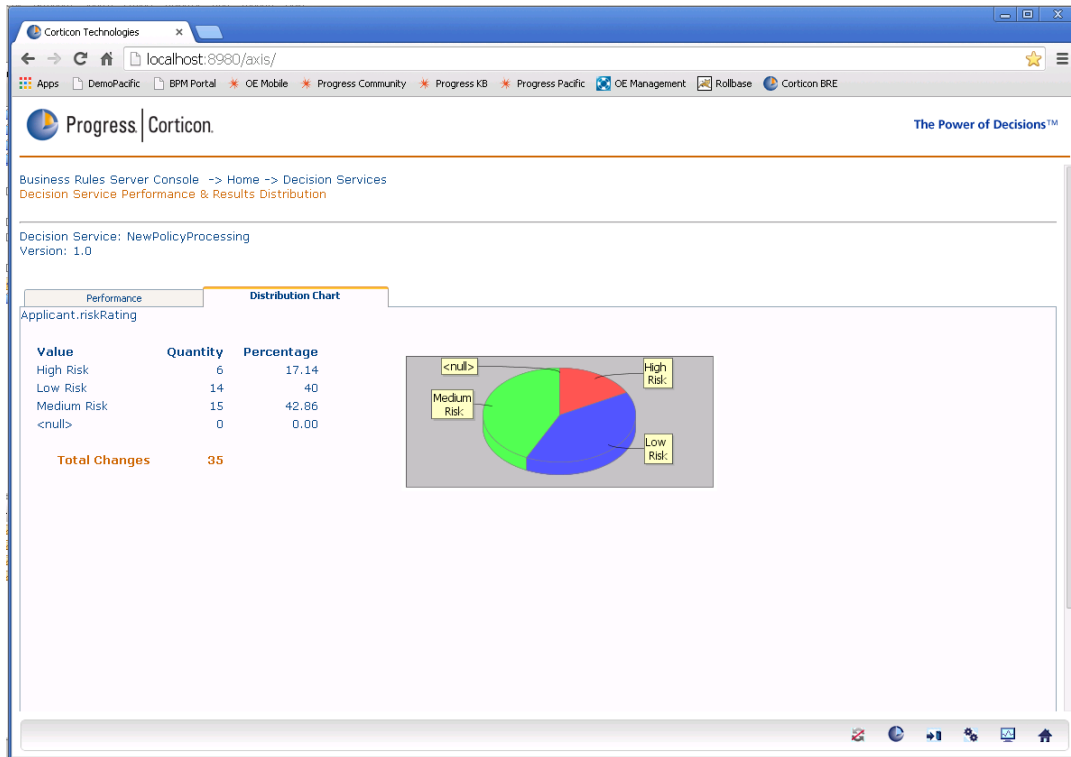 Corticon Technologies
localhost:8980/axis/
Apps DemoPacific BPM Portal OE Mobile Progress Community Progress KB Progress Pacific OE Management Rollbase Corticon BRE
Progress. Corticon.
The Power of Decisions™
Business Rules Server Console -> Home -> Decision Services
Decision Service Performance & Results Distribution
Decision Service: NewPolicyProcessing
Version: 1.0
Performance Distribution Chart
Applicant.riskRating
Value Quantity Percentage
High Risk 6 17.14
Low Risk 14 40
Medium Risk 15 42.86
<null> 0 0.00
Total Changes 35
<null>
High
Risk
Medium
Risk
Low
Risk